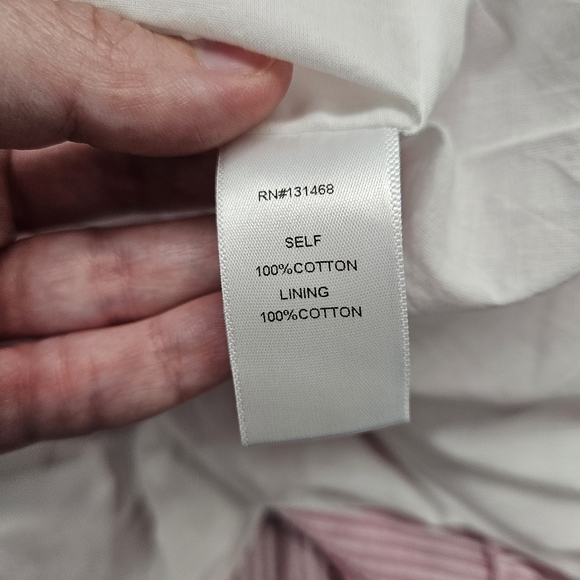 RN#131468
SELF
100%COTTON
LINING
100%COTTON